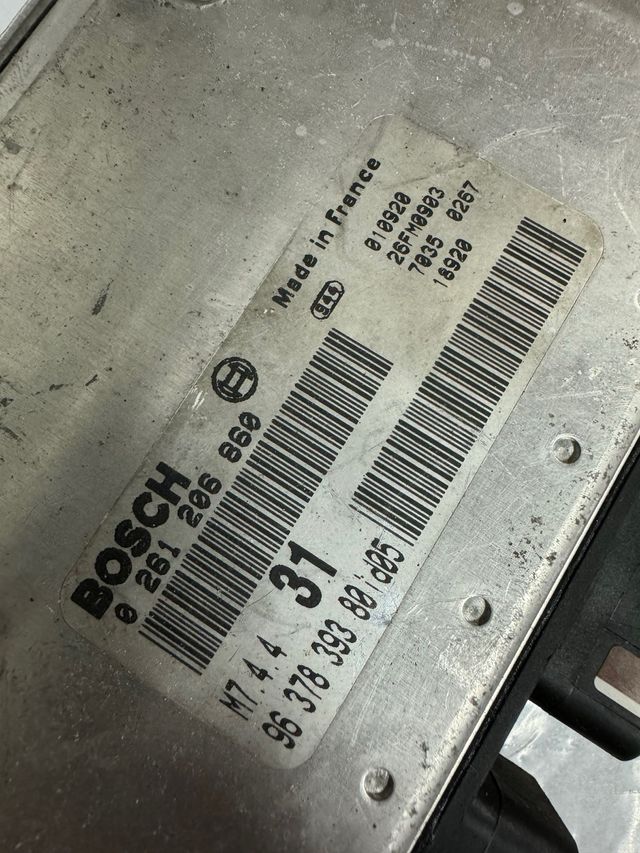 BOSCH
0 261 206 860
Made in France
010920
26FM0903
7035 0267
18920
31
M7.4.4
96 378 393 80 d05